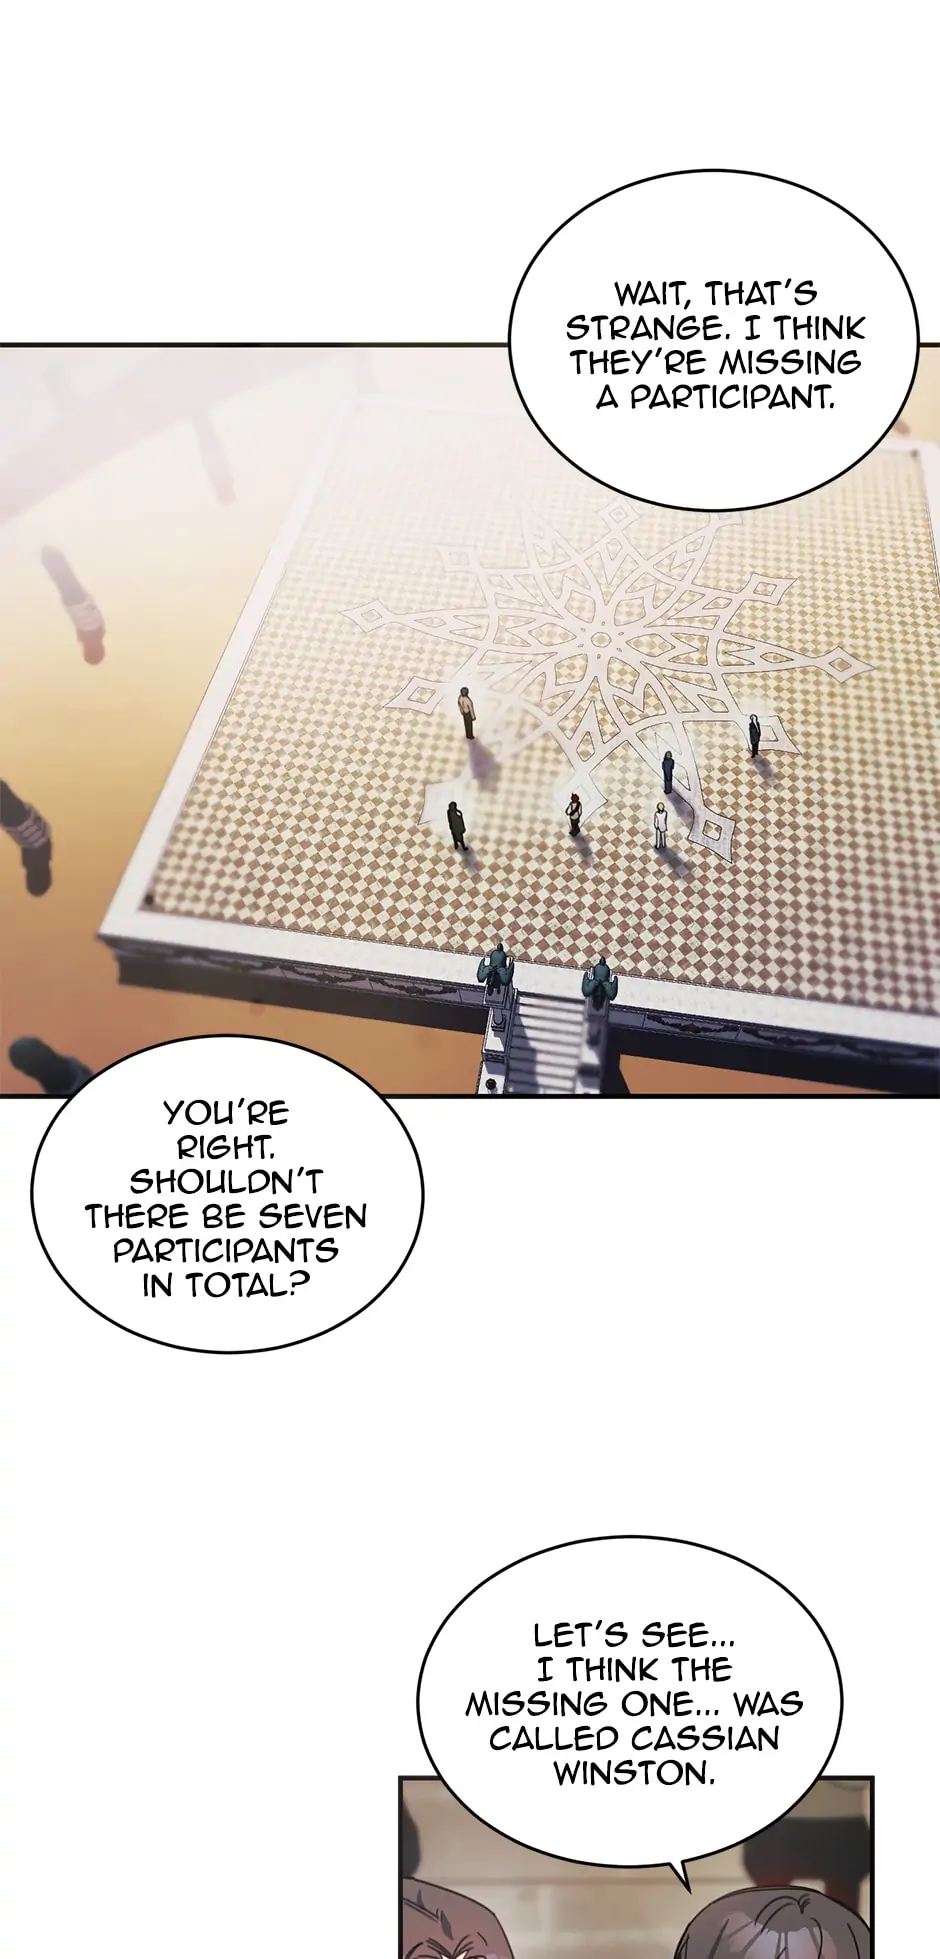 WAIT, THAT'S
STRANGE. I THINK
THEY'RE MISSING
A PARTICIPANT.
YOU'RE
RIGHT.
SHOULDN'T
THERE BE SEVEN
PARTICIPANTS
IN TOTAL?
LET'S SEE...
I THINK THE
MISSING ONE... WAS
CALLED CASSIAN
WINSTON.